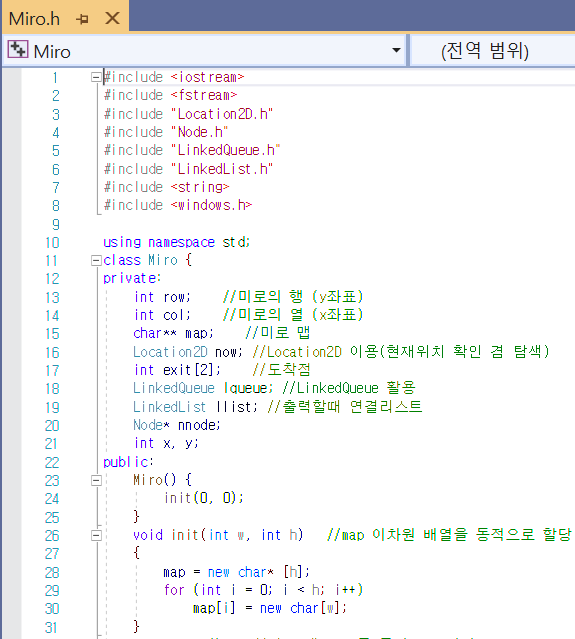 Miro.h
Miro (전역 범위)
1 #include <iostream>
2 #include <fstream>
3 #include "Location2D.h"
4 #include "Node.h"
5 #include "LinkedQueue.h"
6 #include "LinkedList.h"
7 #include <string>
8 #include <windows.h>
9
10 using namespace std;
11 class Miro {
12 private:
13 int row; //미로의 행 (y좌표)
14 int col; //미로의 열 (x좌표)
15 char** map; //미로 맵
16 Location2D now; //Location2D 이용(현재위치 확인 겸 탐색)
17 int exit[2]; //도착점
18 LinkedQueue lqueue; //LinkedQueue 활용
19 LinkedList llist; //출력할때 연결리스트
20 Node* nnode;
21 int x, y;
22 public:
23 Miro() {
24 init(0, 0);
25 }
26 void init(int w, int h) //map 이차원 배열을 동적으로 할당
27 {
28 map = new char* [h];
29 for (int i = 0; i < h; i++)
30 map[i] = new char[w];
31 }